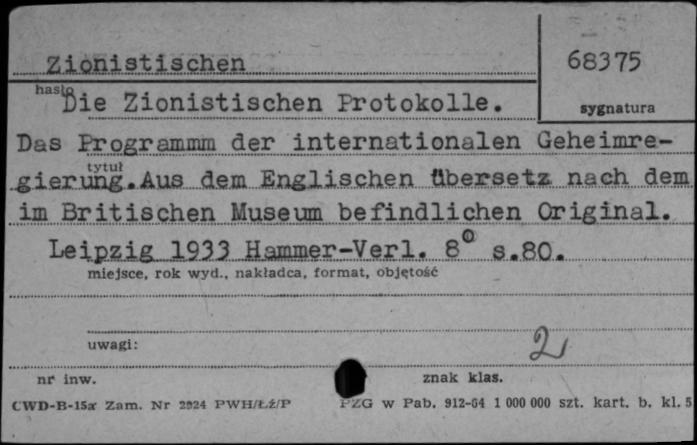 Zionistischen
68375
hasło
Die Zionistischen Protokolle.
sygnatura
Das Programmm der internationalen Geheimre-
tytuł
gierung.Aus dem Englischen Übersetz nach dem
im Britischen Museum befindlichen Original.
Leipzig 1933 Hammer-Verl. 8° s.80.
miejsce, rok wyd., nakładca, format, objętość
uwagi:
2
nr inw.
znak klas.
CWD-B-15a Zam. Nr 2924 PWH/Łź/P PZG w Pab. 912-64 1 000 000 szt. kart. b. kl. 5